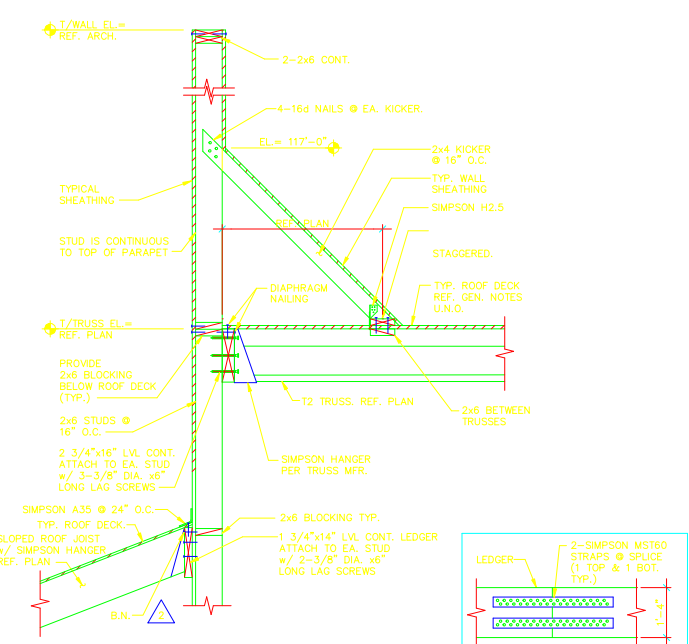 T/WALL EL.=
REF. ARCH.
2-2x6 CONT.
4-16d NAILS @ EA. KICKER.
EL.= 117'-0"
2x4 KICKER
@ 16" O.C.
TYP. WALL
SHEATHING
SIMPSON H2.5
TYPICAL
SHEATHING
REF. PLAN
STUD IS CONTINUOUS
TO TOP OF PARAPET
STAGGERED.
DIAPHRAGM
NAILING
TYP. ROOF DECK
REF. GEN. NOTES
U.N.O.
T/TRUSS EL.=
REF. PLAN
PROVIDE
2x6 BLOCKING
BELOW ROOF DECK
(TYP.)
T2 TRUSS. REF. PLAN
2x6 BETWEEN
TRUSSES
2x6 STUDS @
16" O.C.
2 3/4"x16" LVL CONT.
ATTACH TO EA. STUD
w/ 3-3/8" DIA. x6"
LONG LAG SCREWS
SIMPSON HANGER
PER TRUSS MFR.
SIMPSON A35 @ 24" O.C.
TYP. ROOF DECK
SLOPED ROOF JOIST
w/ SIMPSON HANGER
REF. PLAN
2x6 BLOCKING TYP.
1 3/4"x14" LVL CONT. LEDGER
ATTACH TO EA. STUD
w/ 2-3/8" DIA. x6"
LONG LAG SCREWS
B.N.
2
LEDGER
2-SIMPSON MST60
STRAPS @ SPLICE
(1 TOP & 1 BOT.
TYP.)
1'-4"